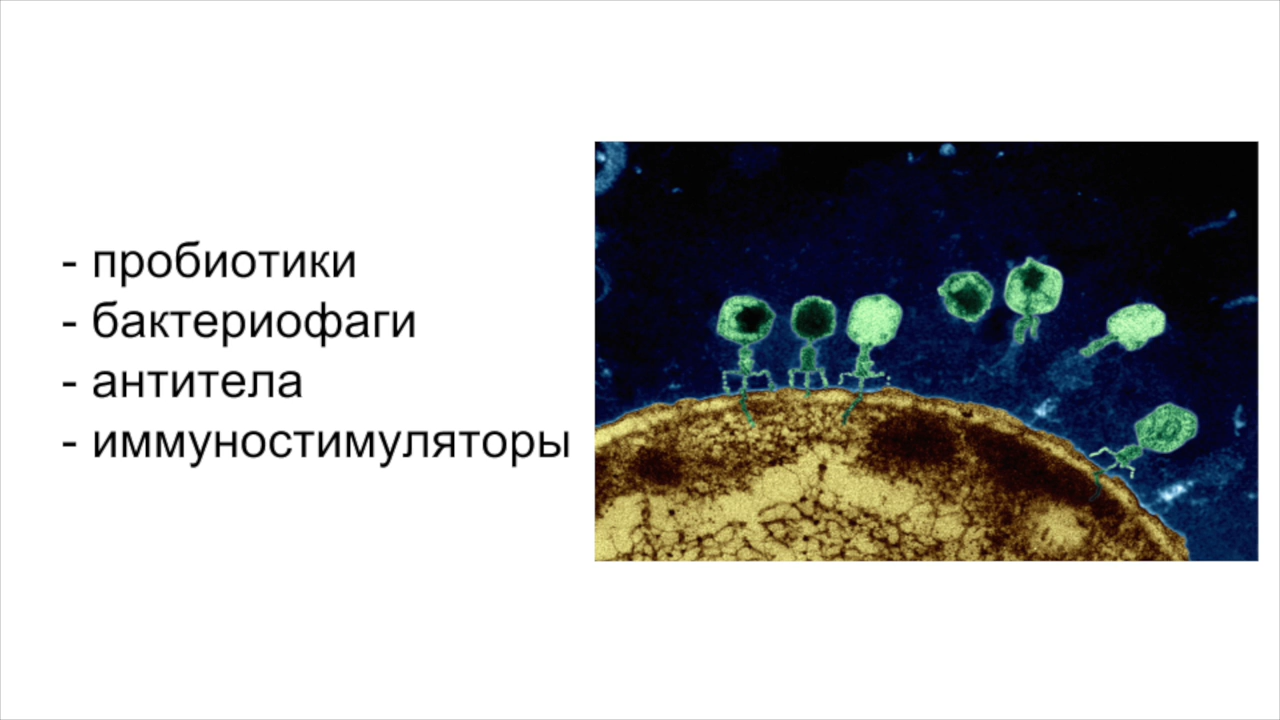 - пробиотики
- бактериофаги
- антитела
- иммуностимуляторы